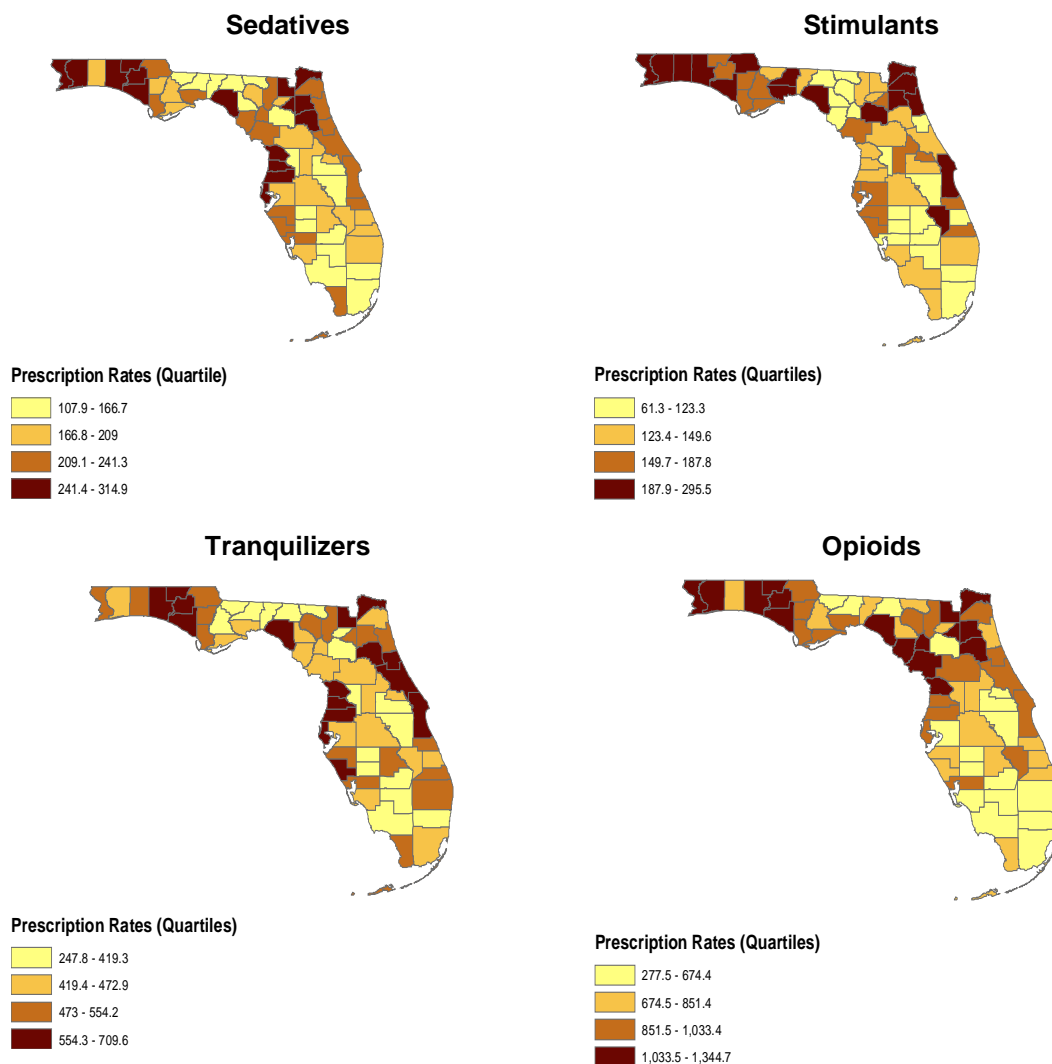 Sedatives
Stimulants
Prescription Rates (Quartile)
107.9 - 166.7
166.8 - 209
209.1 - 241.3
241.4 - 314.9
Prescription Rates (Quartiles)
61.3 - 123.3
123.4 - 149.6
149.7 - 187.8
187.9 - 295.5
Tranquilizers
Opioids
Prescription Rates (Quartiles)
247.8 - 419.3
419.4 - 472.9
473 - 554.2
554.3 - 709.6
Prescription Rates (Quartiles)
277.5 - 674.4
674.5 - 851.4
851.5 - 1,033.4
1,033.5 - 1,344.7